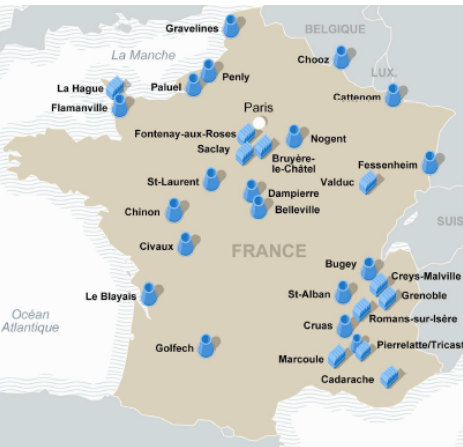 Gravelines
BELGIQUE
La Manche
Chooz
Penly
LUX.
La Hague
Paluel
Cattenom
Flamanville
Paris
Fontenay-aux-Roses
Nogent
Saclay
Bruyère-
le-Châtel
Fessenheim
St-Laurent
Valduc
Dampierre
Chinon
Belleville
SUIS
Civaux
FRANCE
Bugey
Creys-Malville
Le Blayais
St-Alban
Grenoble
Océan
Atlantique
Romans-sur-Isère
Cruas
Golfech
Pierrelatte/Tricast
Marcoule
Cadarache